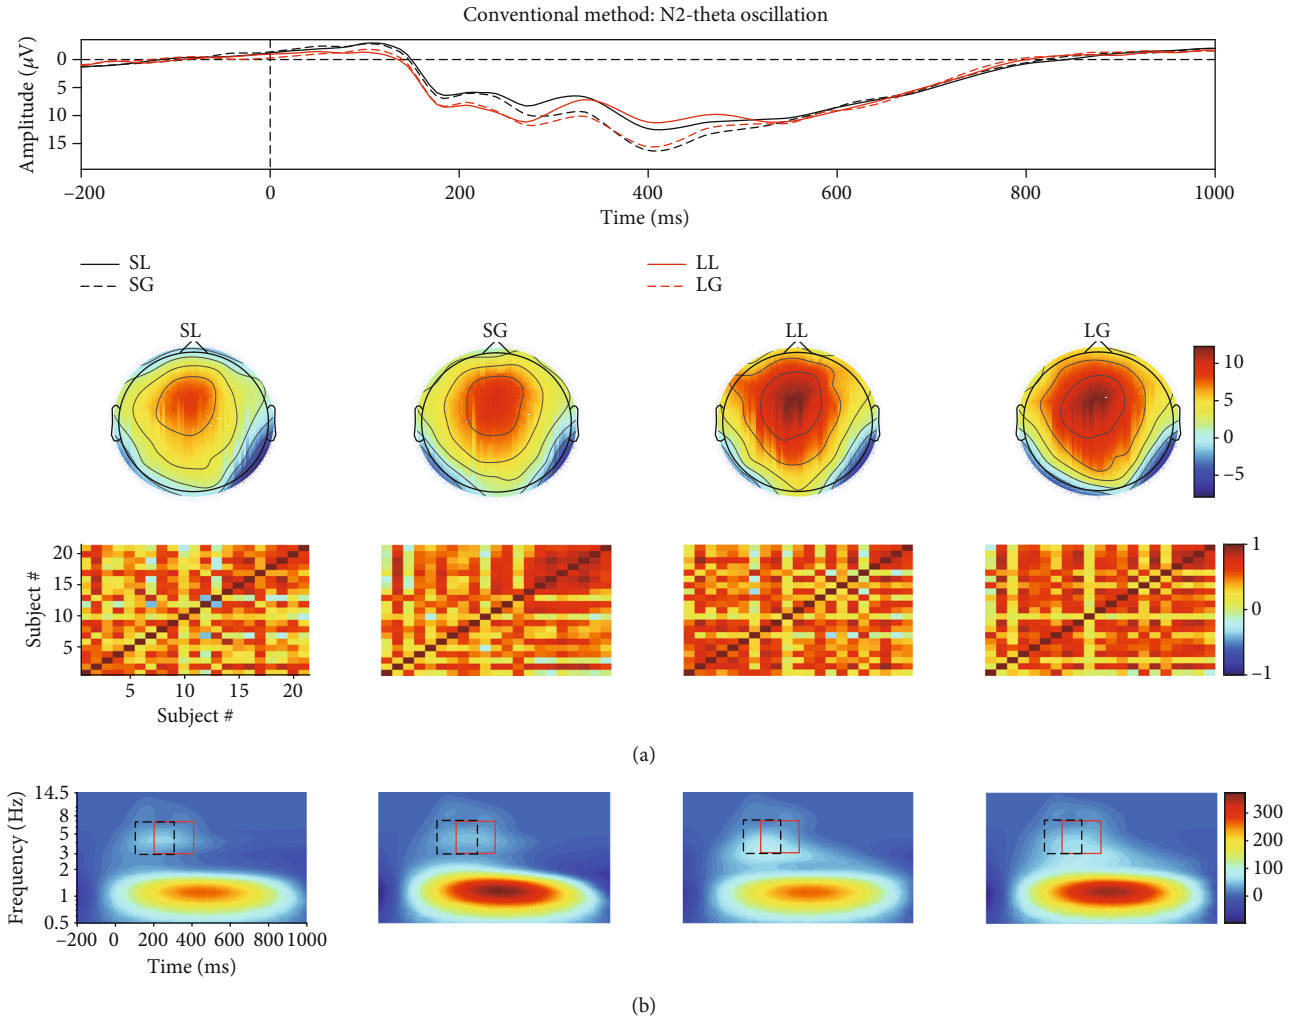 Conventional method: N2-theta oscillation
Amplitude (μV)
0
5
10
15
−200
0
200
400
600
800
1000
Time (ms)
SL
SG
LL
LG
SL
SG
LL
LG
10
5
0
−5
Subject #
20
15
10
5
5
10
15
20
Subject #
1
0
−1
(a)
Frequency (Hz)
14.5
8
5
3
2
1
0.5
−200
0
200
400
600
800
1000
Time (ms)
300
200
100
0
(b)